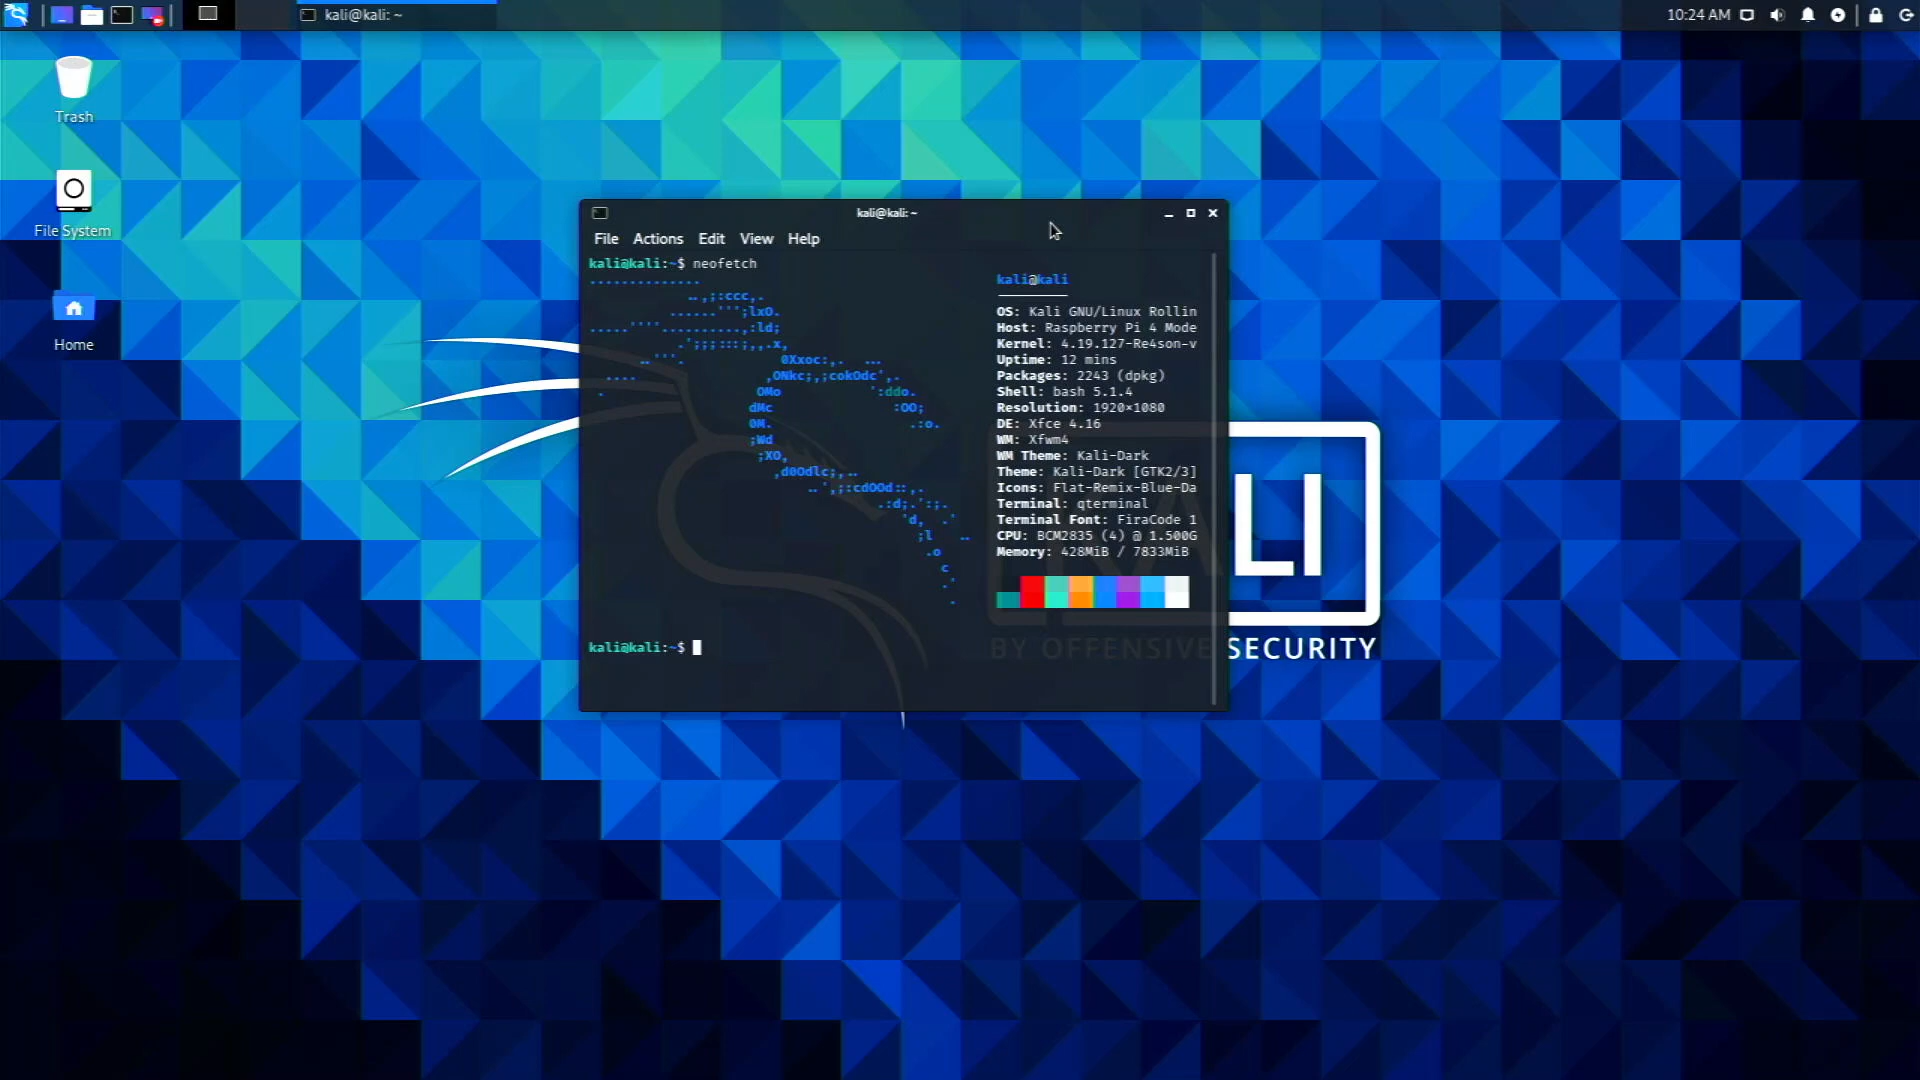 kali@kali: ~
10:24 AM
Trash
File System
Home
kali@kali: ~
File Actions Edit View Help
kali@kali:~$ neofetch
kali@kali
OS: Kali GNU/Linux Rollin
Host: Raspberry Pi 4 Mode
Kernel: 4.19.127-Re4son-v
Uptime: 12 mins
Packages: 2243 (dpkg)
Shell: bash 5.1.4
Resolution: 1920×1080
DE: Xfce 4.16
WM: Xfwm4
WM Theme: Kali-Dark
Theme: Kali-Dark [GTK2/3]
Icons: Flat-Remix-Blue-Da
Terminal: qterminal
Terminal Font: FiraCode 1
CPU: BCM2835 (4) @ 1.500G
Memory: 428MiB / 7833MiB
kali@kali:~$
KALI
BY OFFENSIVE SECURITY